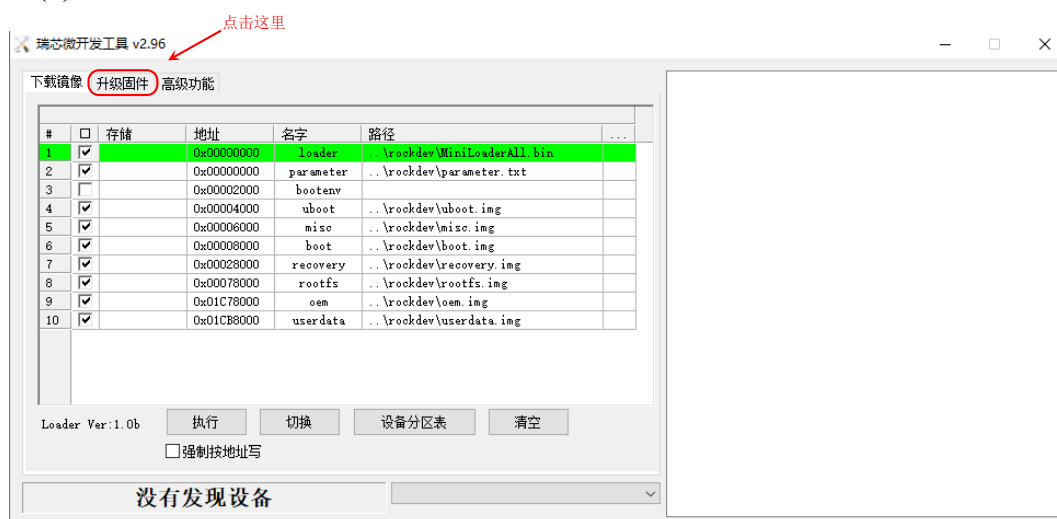 点击这里
瑞芯微开发工具 v2.96
下载镜像 升级固件 高级功能
# 存储 地址 名字 路径 ...
1 0x00000000 loader ..\rockdev\MiniLoaderAll.bin
2 0x00000000 parameter ..\rockdev\parameter.txt
3 0x00002000 bootenv
4 0x00004000 uboot ..\rockdev\uboot.img
5 0x00006000 misc ..\rockdev\misc.img
6 0x00008000 boot ..\rockdev\boot.img
7 0x00028000 recovery ..\rockdev\recovery.img
8 0x00078000 rootfs ..\rockdev\rootfs.img
9 0x01C78000 oem ..\rockdev\oem.img
10 0x01CB8000 userdata ..\rockdev\userdata.img
Loader Ver:1.0b 执行 切换 设备分区表 清空
强制按地址写
没有发现设备